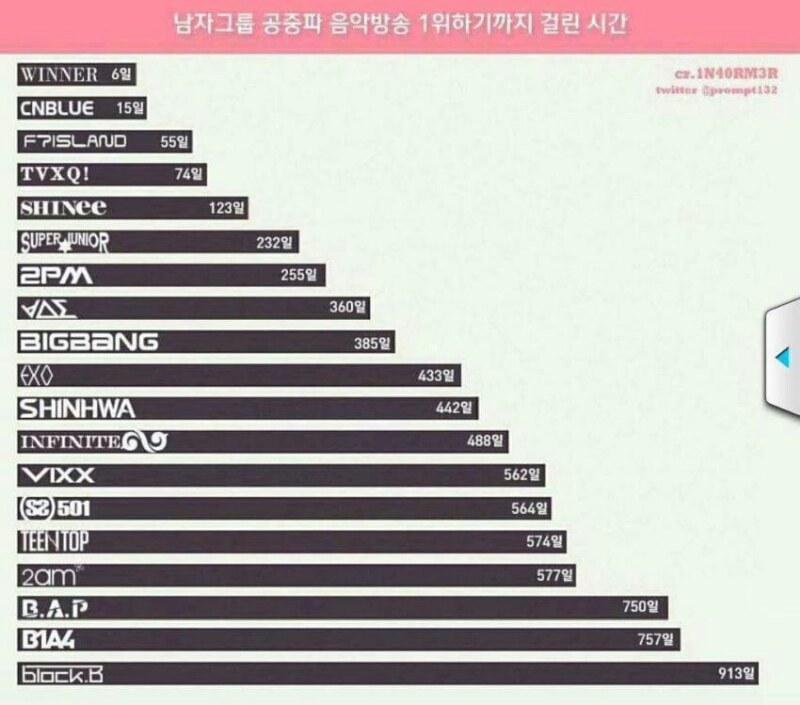 남자그룹 공중파 음악방송 1위하기까지 걸린 시간
cr.1N40RM3R
twitter @prompt132
WINNER 6일
CNBLUE 15일
FTISLAND 55일
TVXQ! 74일
SHINee 123일
SUPER JUNIOR 232일
2PM 255일
360일
BIGBANG 385일
EXO 433일
SHINHWA 442일
INFINITE 488일
VIXX 562일
SS501 564일
TEENTOP 574일
2am 577일
B.A.P 750일
B1A4 757일
block.B 913일